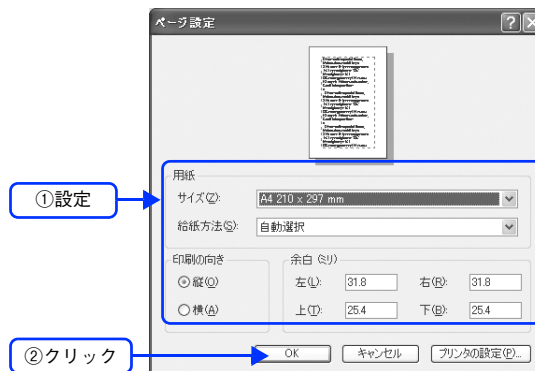 ページ設定
用紙
サイズ(Z): A4 210 x 297 mm
給紙方法(S): 自動選択
①設定
印刷の向き
縦(O)
横(A)
余白 (ミリ)
左(L): 31.8 右(R): 31.8
上(T): 25.4 下(B): 25.4
②クリック
OK キャンセル プリンタの設定(P)...